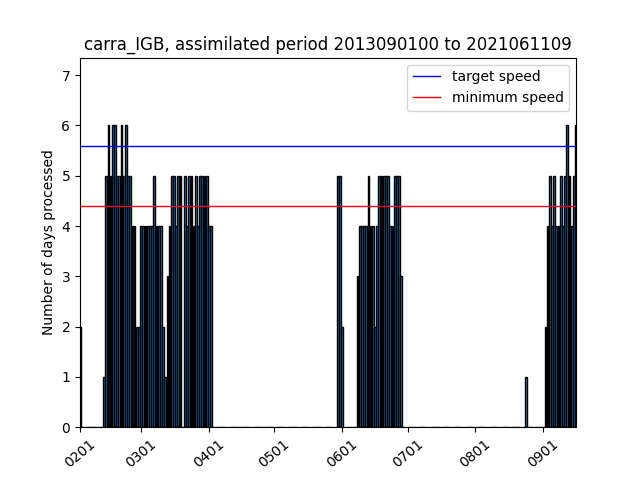 carra_IGB, assimilated period 2013090100 to 2021061109
target speed
minimum speed
Number of days processed
7
6
5
4
3
2
1
0
0201 0301 0401 0501 0601 0701 0801 0901